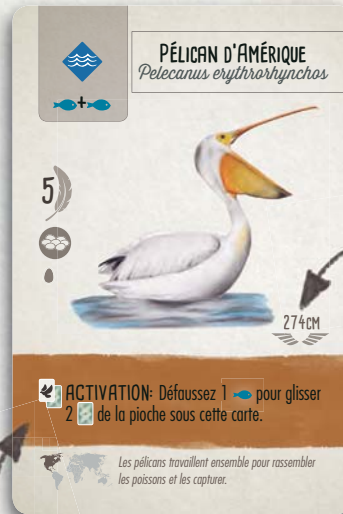 PÉLICAN D'AMÉRIQUE
Pelecanus erythrorhynchos
+
5
274CM
ACTIVATION: Défaussez 1 pour glisser
2 de la pioche sous cette carte.
Les pélicans travaillent ensemble pour rassembler
les poissons et les capturer.